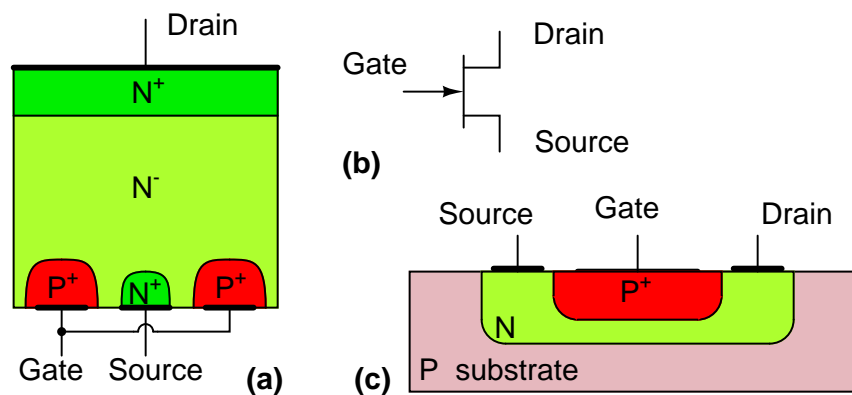 Drain
N+
N-
P+
N+
P+
Gate
Source
(a)
Drain
Gate
Source
(b)
Source
Gate
Drain
P+
N
P substrate
(c)